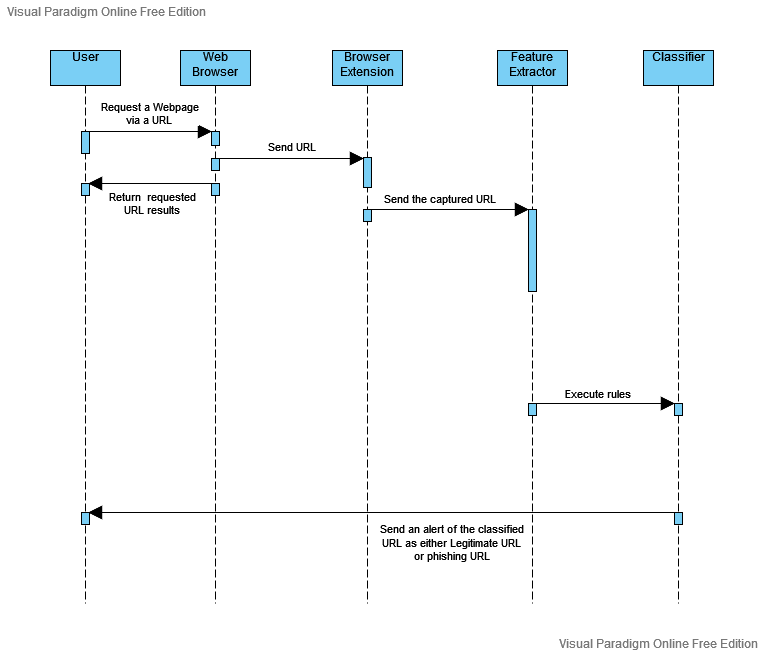 Visual Paradigm Online Free Edition
User
Web
Browser
Browser
Extension
Feature
Extractor
Classifier
Request a Webpage
via a URL
Send URL
Return requested
URL results
Send the captured URL
Execute rules
Send an alert of the classified
URL as either Legitimate URL
or phishing URL
Visual Paradigm Online Free Edition